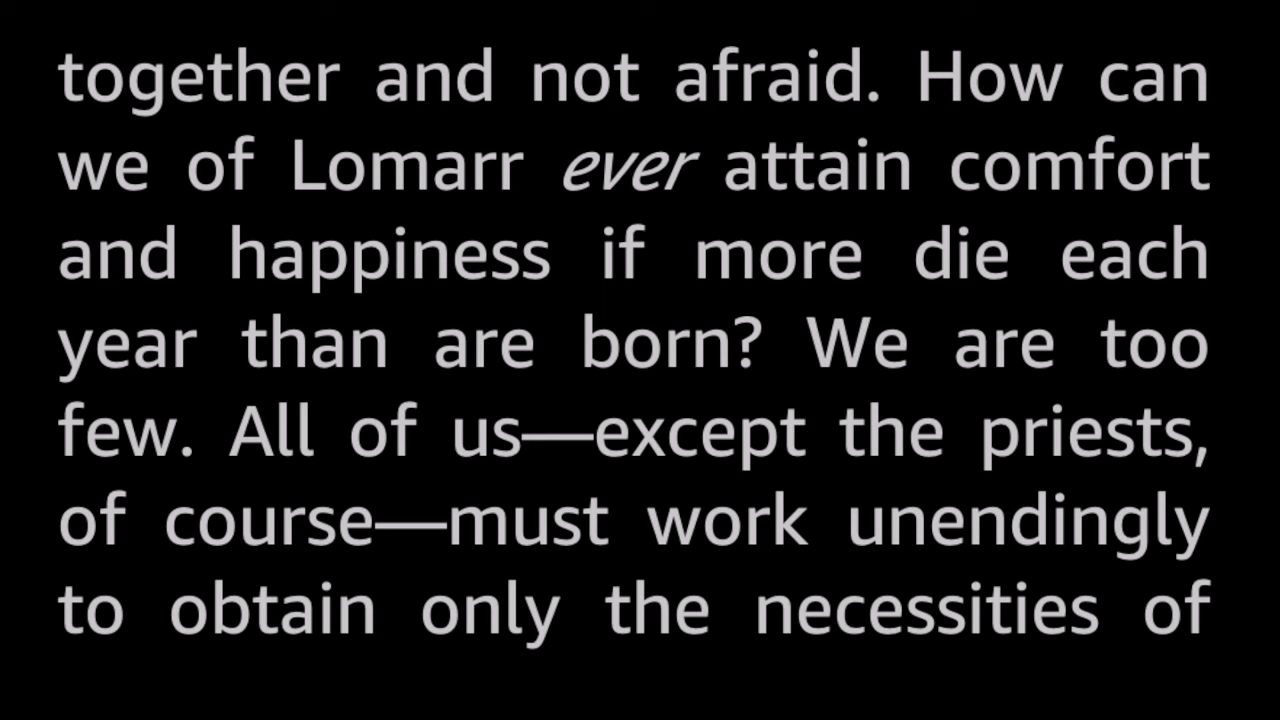 together and not afraid. How can
we of Lomarr ever attain comfort
and happiness if more die each
year than are born? We are too
few. All of us—except the priests,
of course—must work unendingly
to obtain only the necessities of